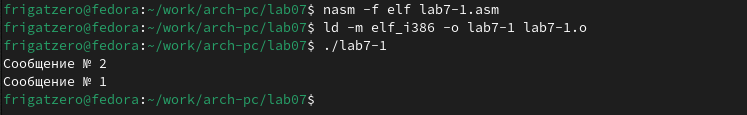 frigatzero@fedora:~/work/arch-pc/lab07$ nasm -f elf lab7-1.asm
frigatzero@fedora:~/work/arch-pc/lab07$ ld -m elf_i386 -o lab7-1 lab7-1.o
frigatzero@fedora:~/work/arch-pc/lab07$ ./lab7-1
Сообщение № 2
Сообщение № 1
frigatzero@fedora:~/work/arch-pc/lab07$